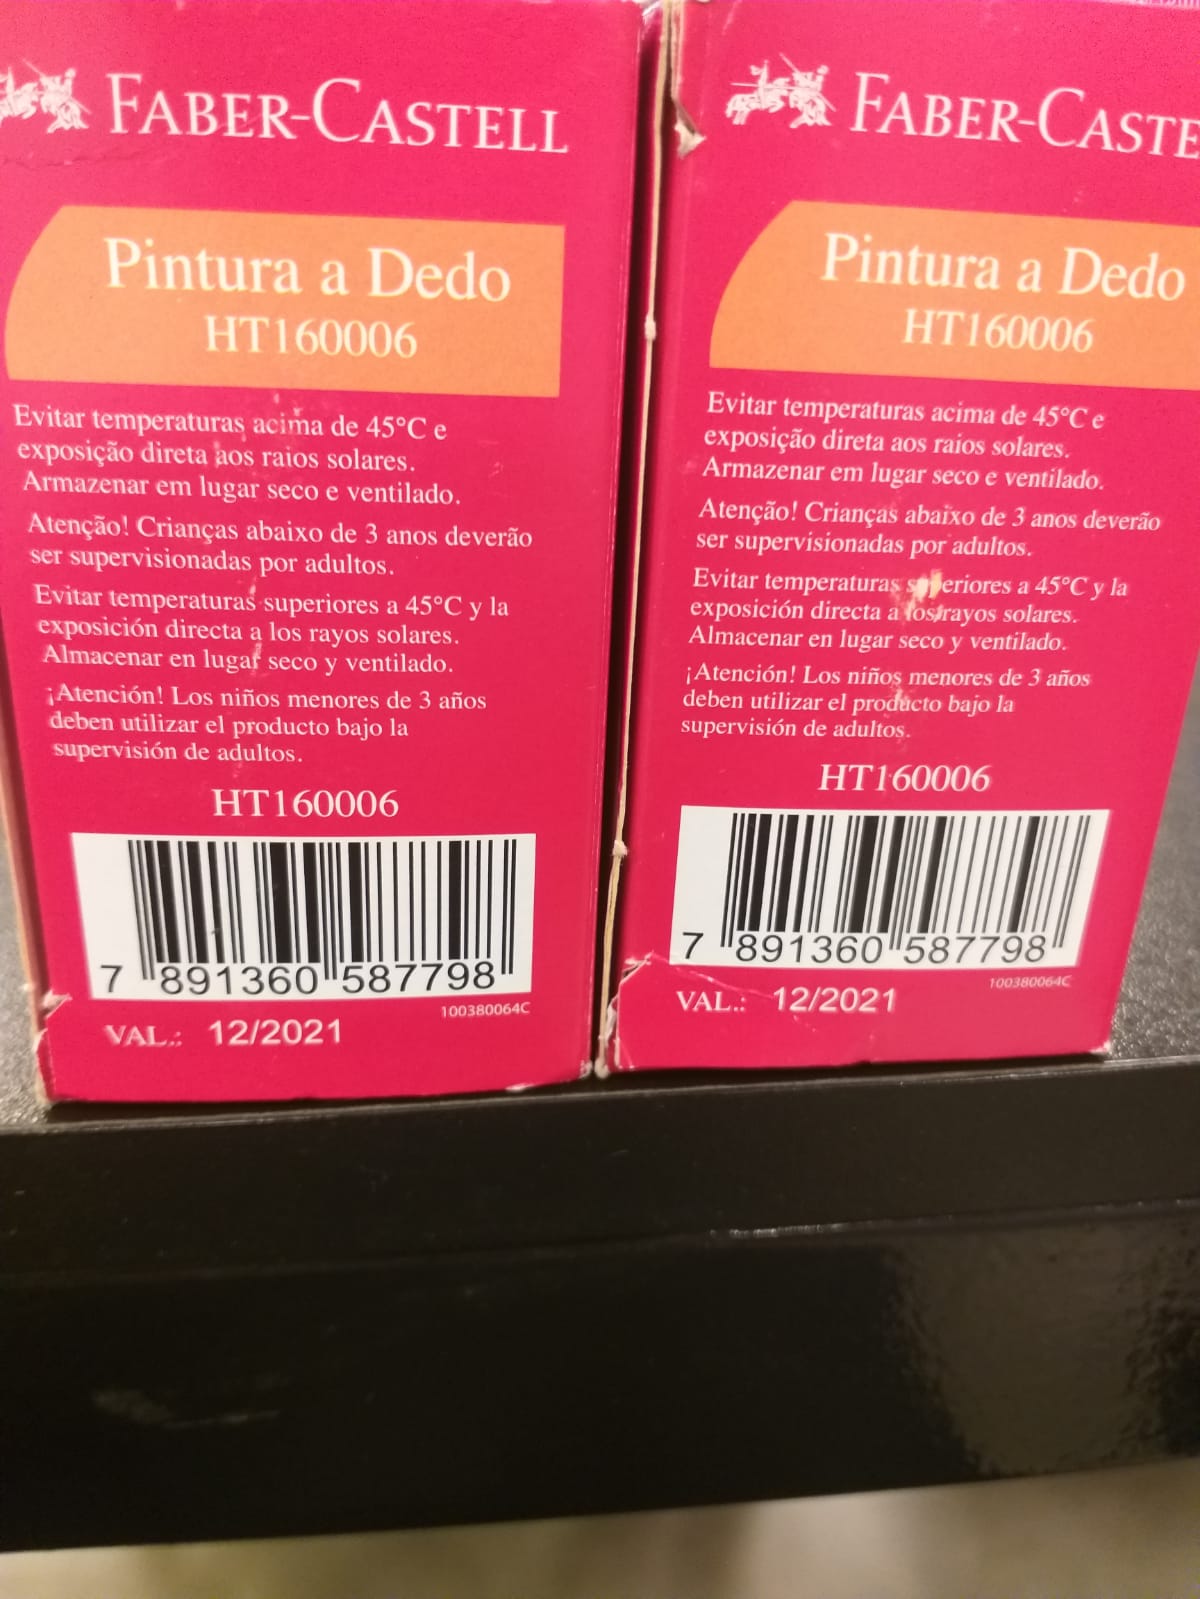 FABER-CASTELL
Pintura a Dedo
HT160006
Evitar temperaturas acima de 45°C e
exposição direta aos raios solares.
Armazenar em lugar seco e ventilado.
Atenção! Crianças abaixo de 3 anos deverão
ser supervisionadas por adultos.
Evitar temperaturas superiores a 45°C y la
exposición directa a los rayos solares.
Almacenar en lugar seco y ventilado.
¡Atención! Los niños menores de 3 años
deben utilizar el producto bajo la
supervisión de adultos.
HT160006
7 891360 587798
100380064C
VAL.: 12/2021
FABER-CASTE
Pintura a Dedo
HT160006
Evitar temperaturas acima de 45°C e
exposição direta aos raios solares.
Armazenar em lugar seco e ventilado.
Atenção! Crianças abaixo de 3 anos deverão
ser supervisionadas por adultos.
Evitar temperaturas superiores a 45°C y la
exposición directa a los rayos solares.
Almacenar en lugar seco y ventilado.
¡Atención! Los niños menores de 3 años
deben utilizar el producto bajo la
supervisión de adultos.
HT160006
7 891360 587798
100380064C
VAL.: 12/2021